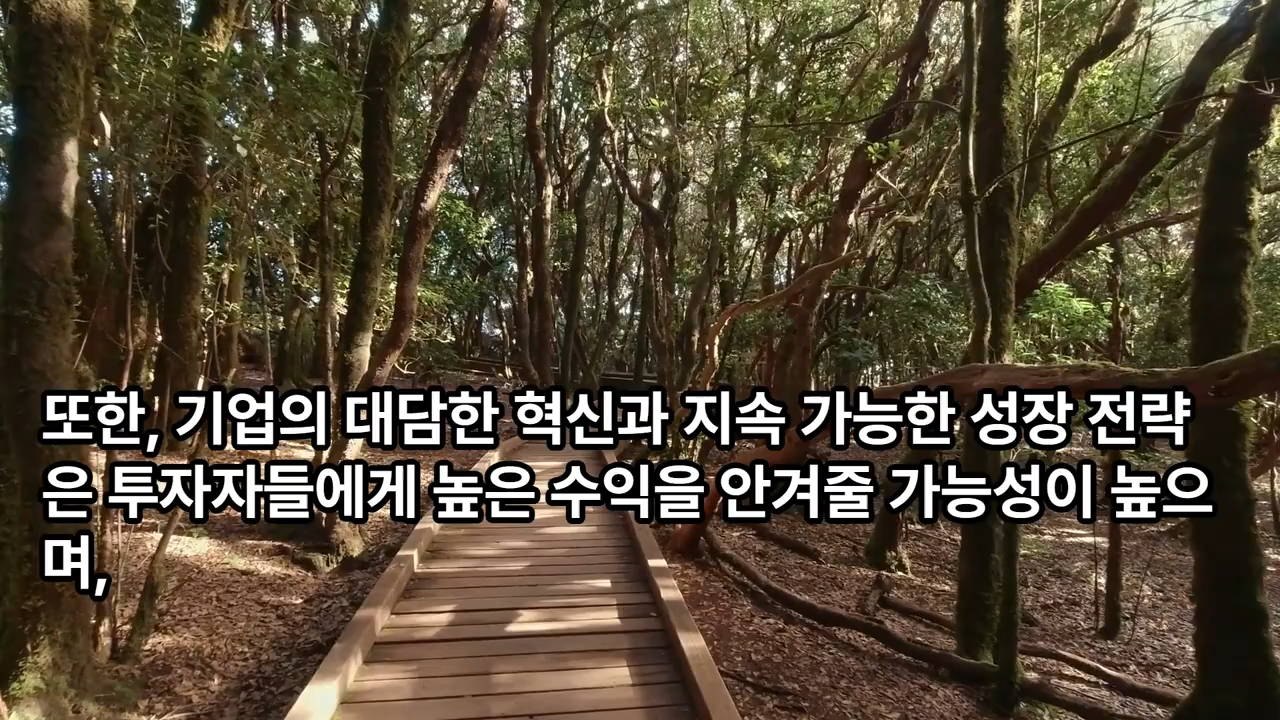 또한, 기업의 대담한 혁신과 지속 가능한 성장 전략
은 투자자들에게 높은 수익을 안겨줄 가능성이 높으
며,